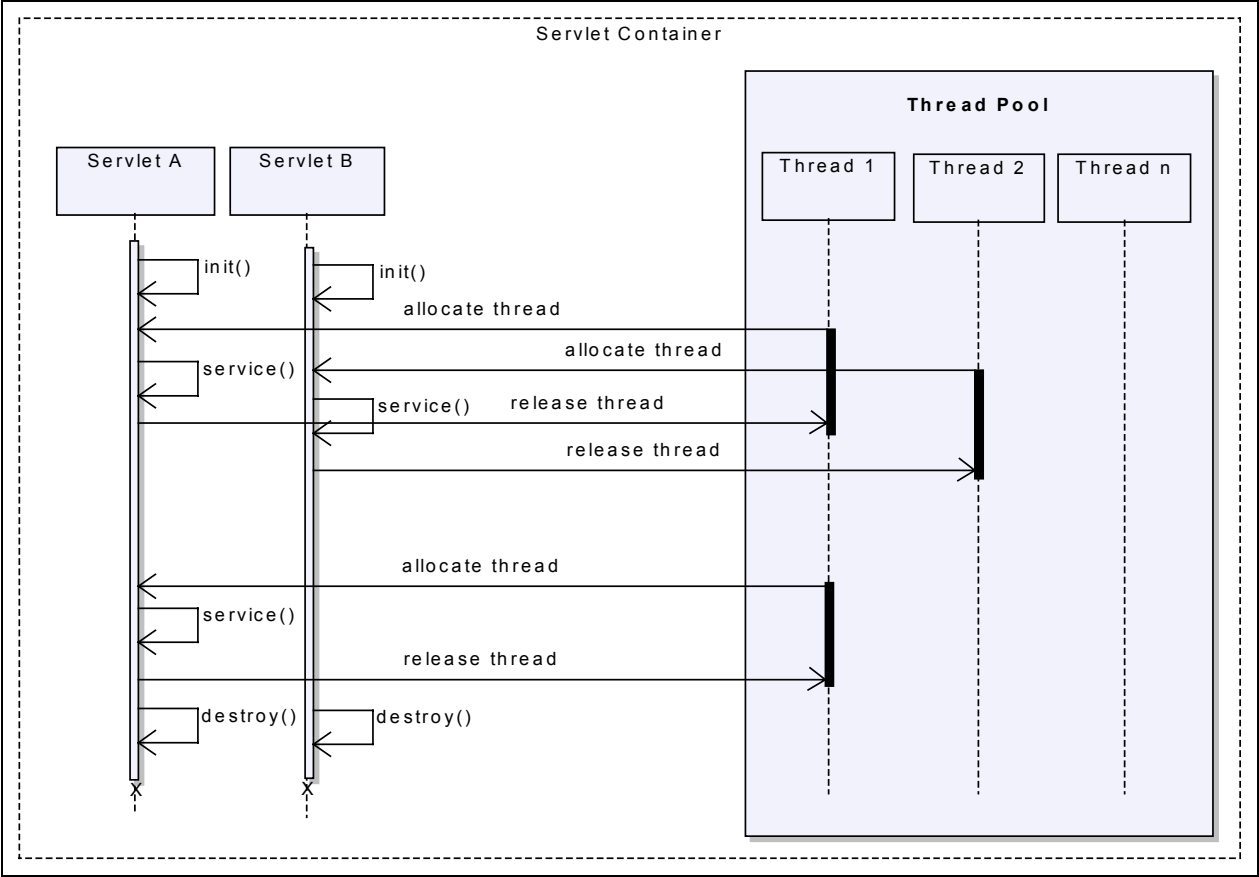 Servlet Container
Thread Pool
Servlet A
Servlet B
Thread 1
Thread 2
Thread n
init()
init()
allocate thread
allocate thread
service()
release thread
service()
release thread
allocate thread
service()
release thread
destroy()
destroy()
X
X